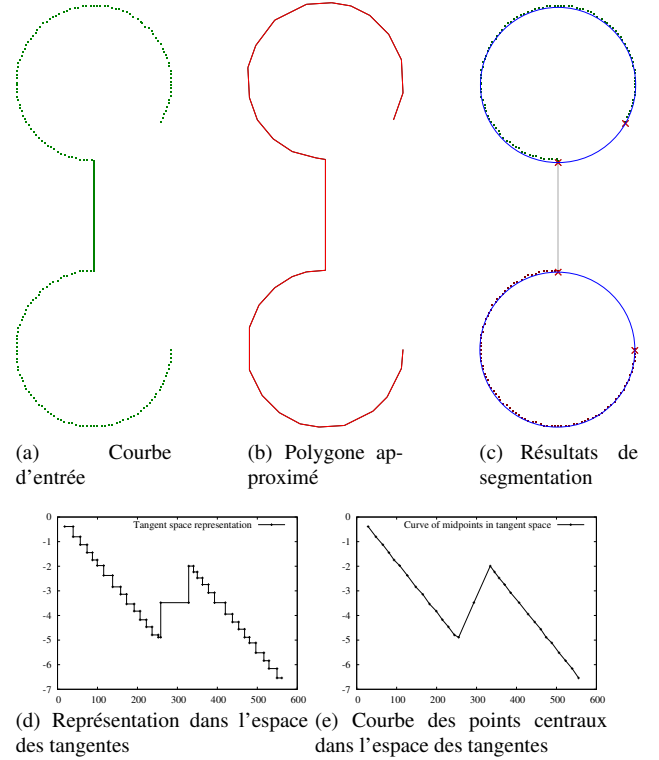 (a) Courbe
d'entrée
(b) Polygone ap-
proximé
(c) Résultats de
segmentation
Tangent space representation
0
-1
-2
-3
-4
-5
-6
-7
0 100 200 300 400 500 600
Curve of midpoints in tangent space
0
-1
-2
-3
-4
-5
-6
-7
0 100 200 300 400 500 600
(d) Représentation dans l'espace
des tangentes
(e) Courbe des points centraux
dans l'espace des tangentes